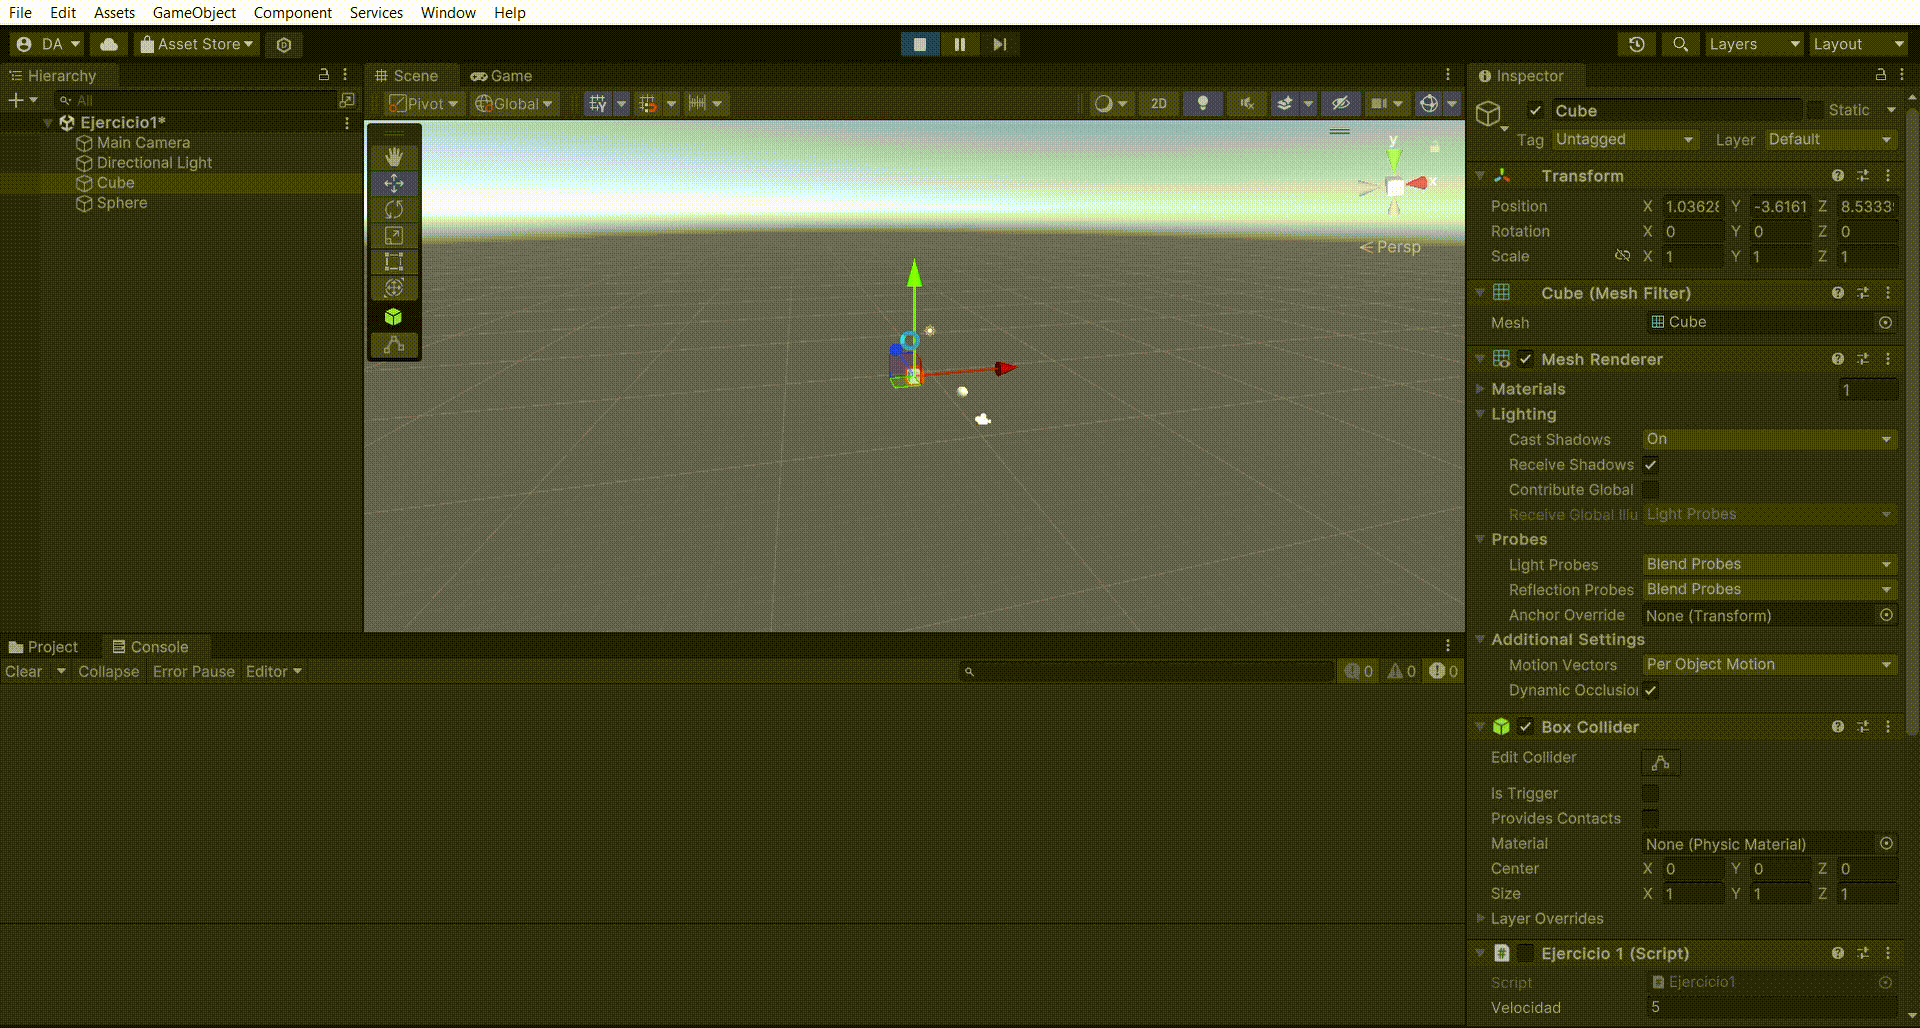 File Edit Assets GameObject Component Services Window Help
DA Asset Store Layers Layout
Hierarchy
All
Ejercicio1*
Main Camera
Directional Light
Cube
Sphere
Scene Game
Pivot Global 2D
y
x
Persp
Project Console
Clear Collapse Error Pause Editor 0 0 0
Inspector
Cube Static
Tag Untagged Layer Default
Transform
Position X 1.03628 Y -3.6161 Z 8.5333
Rotation X 0 Y 0 Z 0
Scale X 1 Y 1 Z 1
Cube (Mesh Filter)
Mesh Cube
Mesh Renderer
Materials 1
Lighting
Cast Shadows On
Receive Shadows
Contribute Global
Receive Global Illu Light Probes
Probes
Light Probes Blend Probes
Reflection Probes Blend Probes
Anchor Override None (Transform)
Additional Settings
Motion Vectors Per Object Motion
Dynamic Occlusion
Box Collider
Edit Collider
Is Trigger
Provides Contacts
Material None (Physic Material)
Center X 0 Y 0 Z 0
Size X 1 Y 1 Z 1
Layer Overrides
# Ejercicio 1 (Script)
Script Ejercicio1
Velocidad 5